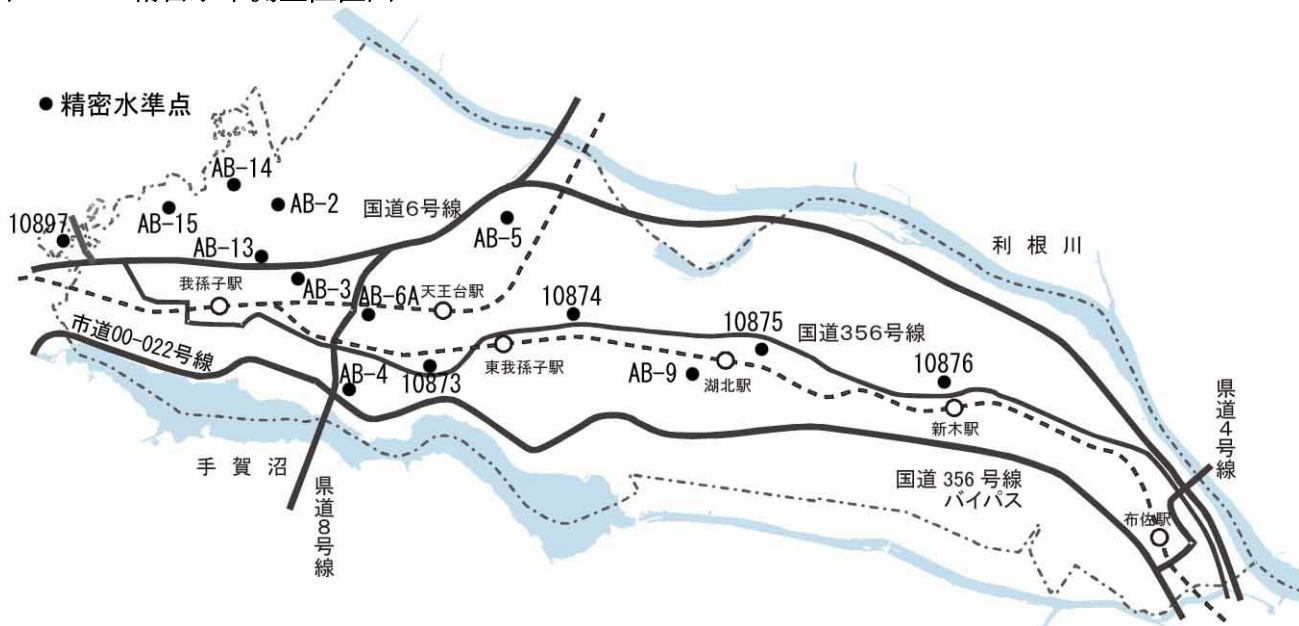 ● 精密水準点
AB-14
AB-2
AB-15
10897
AB-13
国道6号線
AB-5
利根川
我孫子駅
AB-3
AB-6A
天王台駅
10874
10875
国道356号線
市道00-022号線
東我孫子駅
10873
AB-4
AB-9
湖北駅
10876
新木駅
県道4号線
手賀沼
県道8号線
国道 356 号線
バイパス
布佐駅